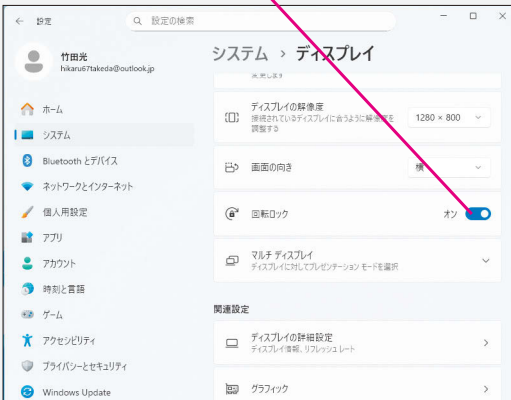 設定
設定の検索
竹田光
hikaru67takeda@outlook.jp
ホーム
システム
Bluetooth とデバイス
ネットワークとインターネット
個人用設定
アプリ
アカウント
時刻と言語
ゲーム
アクセシビリティ
プライバシーとセキュリティ
Windows Update
システム › ディスプレイ
変更します
ディスプレイの解像度
接続されているディスプレイに合うように解像度を
調整する
1280 × 800
画面の向き
横
回転ロック
オン
マルチ ディスプレイ
ディスプレイに対してプレゼンテーション モードを選択
関連設定
ディスプレイの詳細設定
ディスプレイ情報、リフレッシュ レート
グラフィック